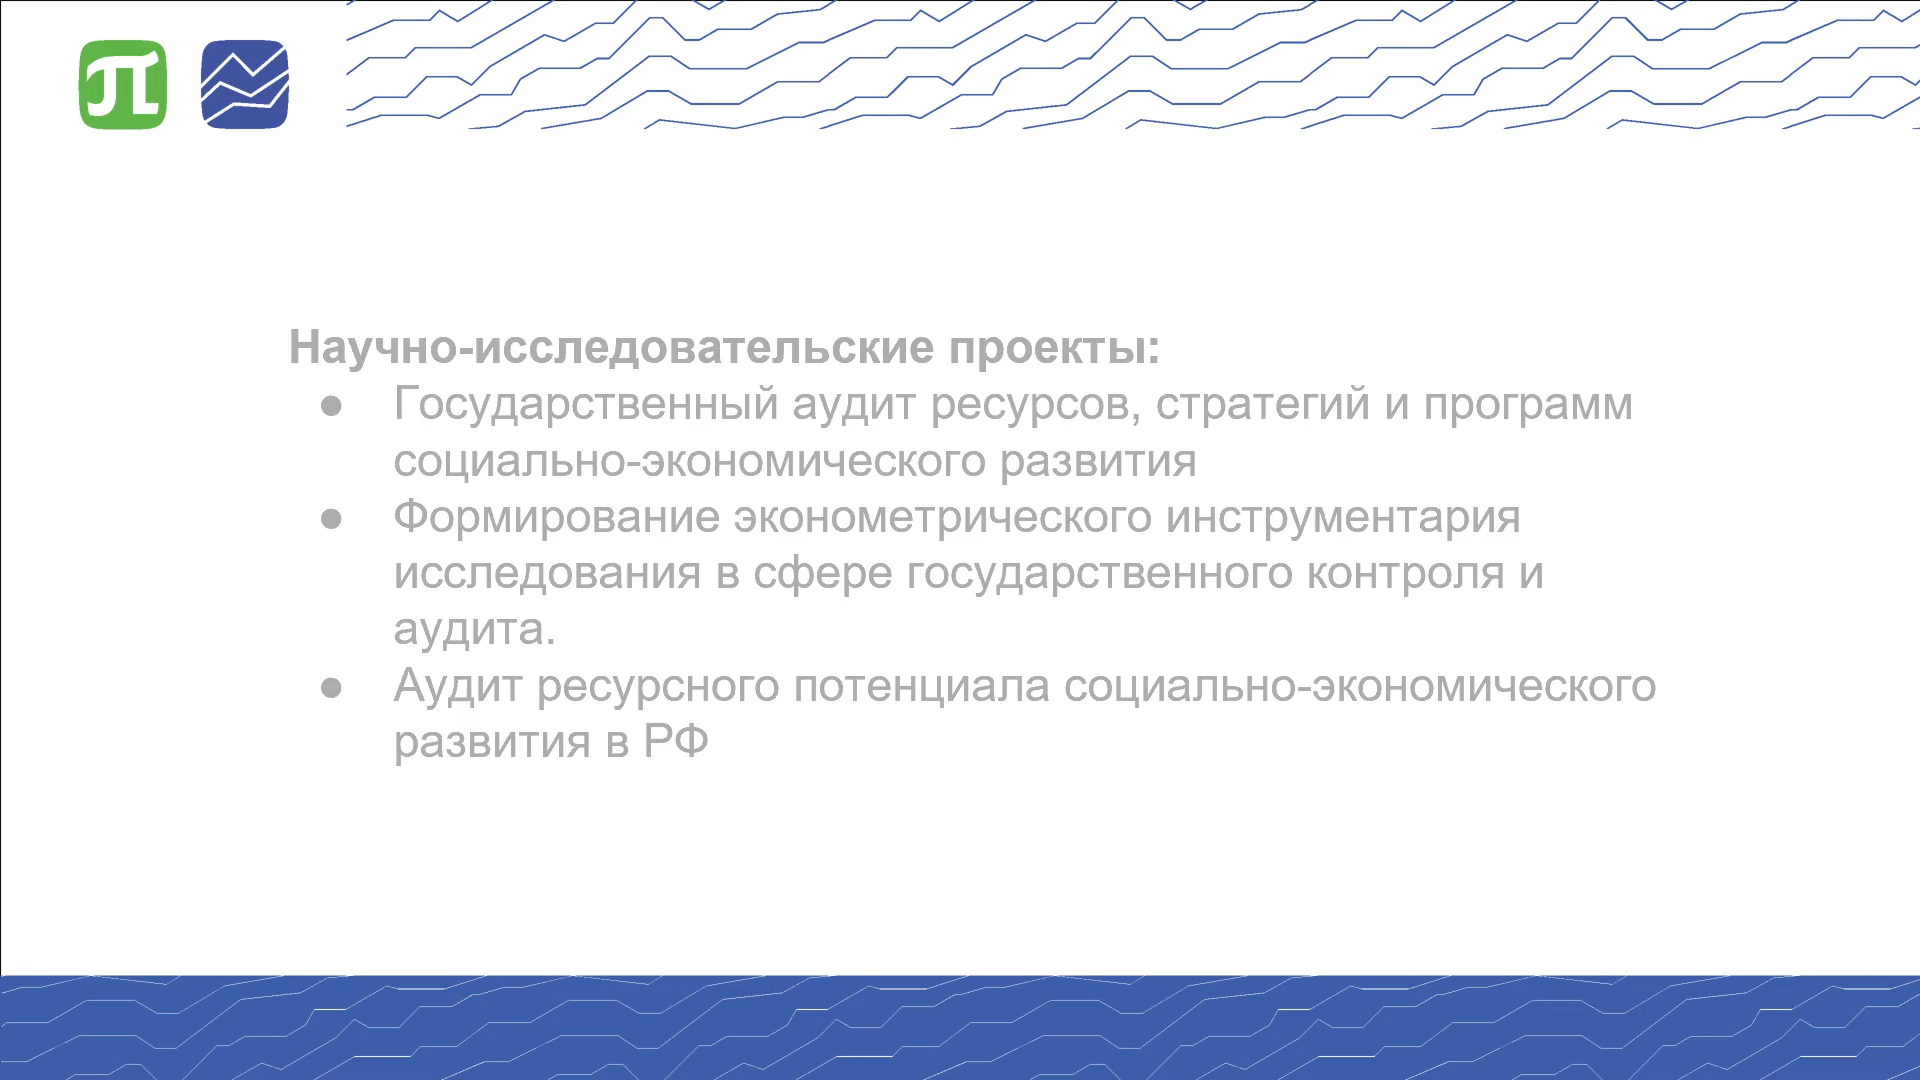 Научно-исследовательские проекты:
● Государственный аудит ресурсов, стратегий и программ
социально-экономического развития
● Формирование эконометрического инструментария
исследования в сфере государственного контроля и
аудита.
● Аудит ресурсного потенциала социально-экономического
развития в РФ